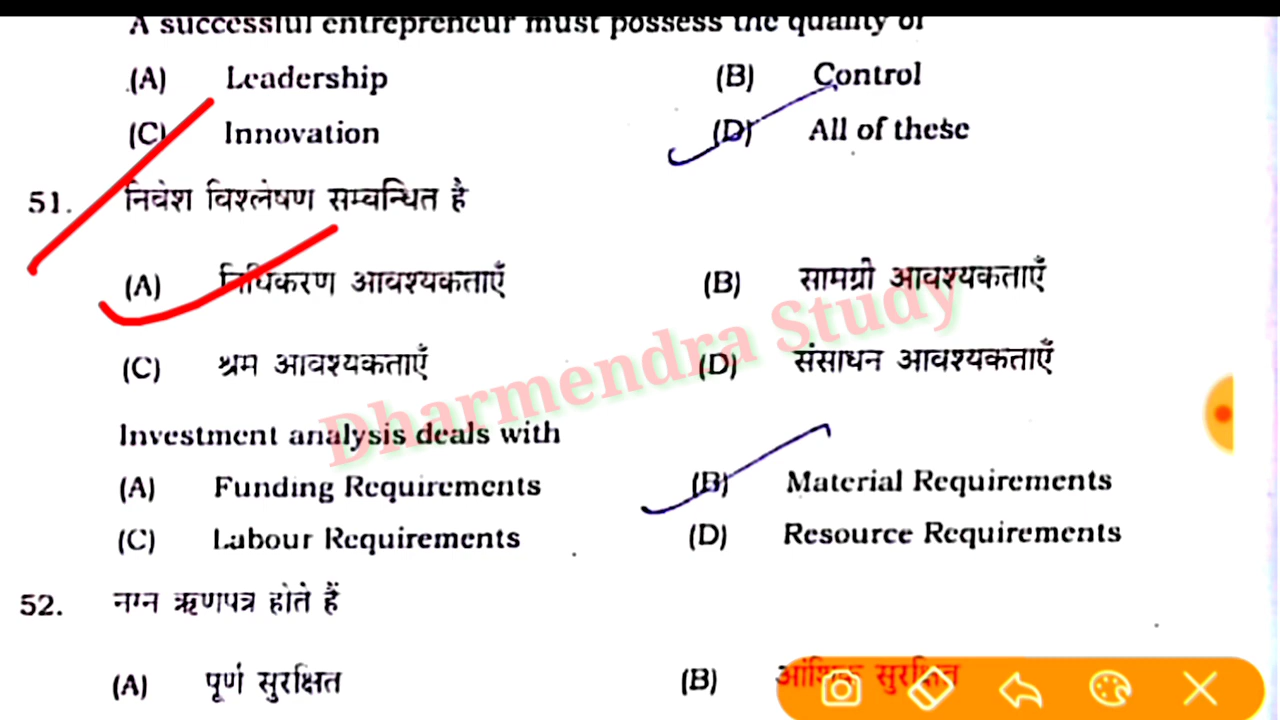 A successful entrepreneur must possess the quality of
(A) Leadership (B) Control
(C) Innovation (D) All of these
51. निवेश विश्लेषण सम्बन्धित है
(A) निधिकरण आवश्यकताएँ (B) सामग्री आवश्यकताएँ
(C) श्रम आवश्यकताएँ (D) संसाधन आवश्यकताएँ
Dharmendra Study
Investment analysis deals with
(A) Funding Requirements (B) Material Requirements
(C) Labour Requirements (D) Resource Requirements
52. नग्न ऋणपत्र होते हैं
(A) पूर्ण सुरक्षित (B) आंशिक सुरक्षित